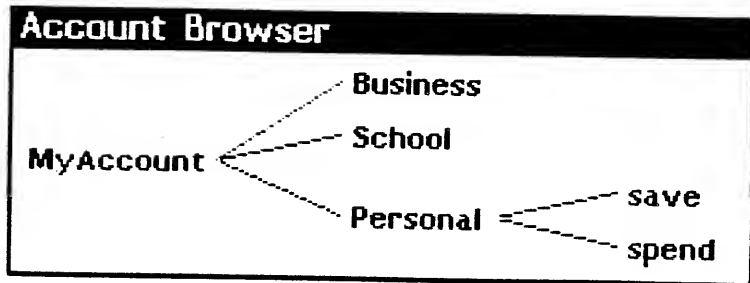 Account Browser
Business
School
MyAccount
Personal
save
spend